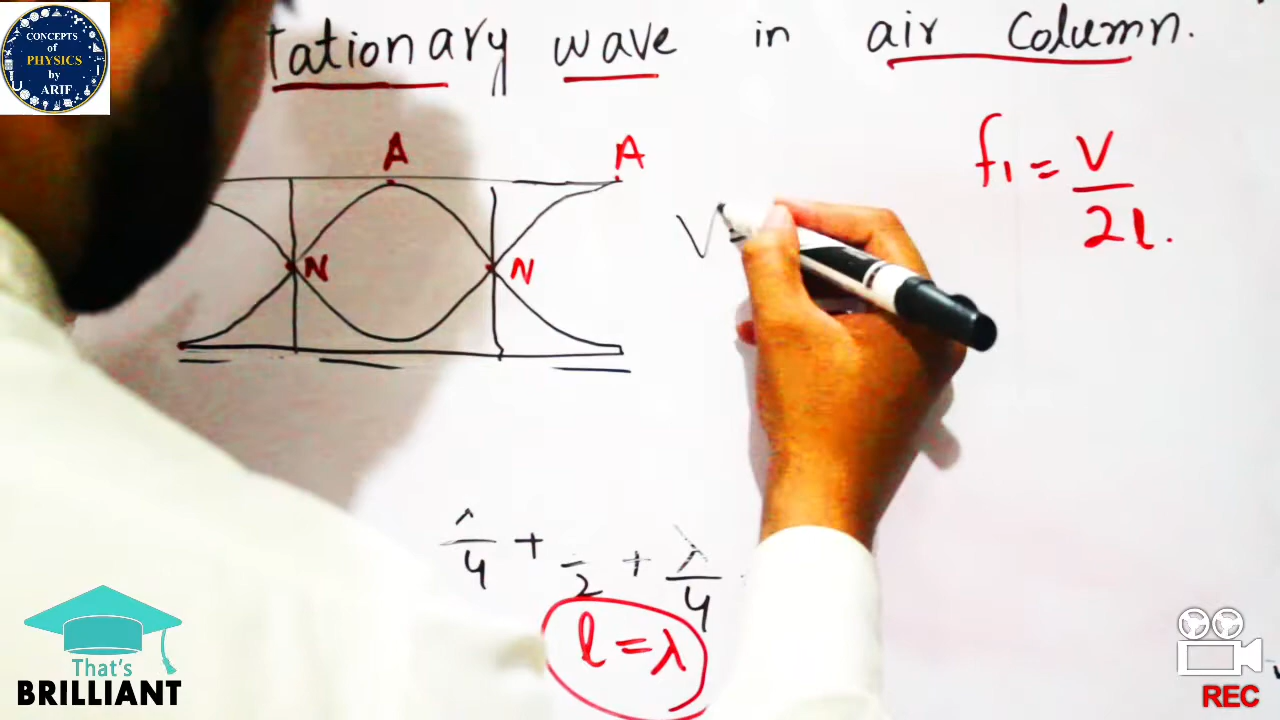 CONCEPTS
of
PHYSICS
by
ARIF
tationary wave in air Column.
A
A
f₁ = V/2l.
N
N
V
λ/4 + /2 + λ/4
l = λ
That's
BRILLIANT
REC